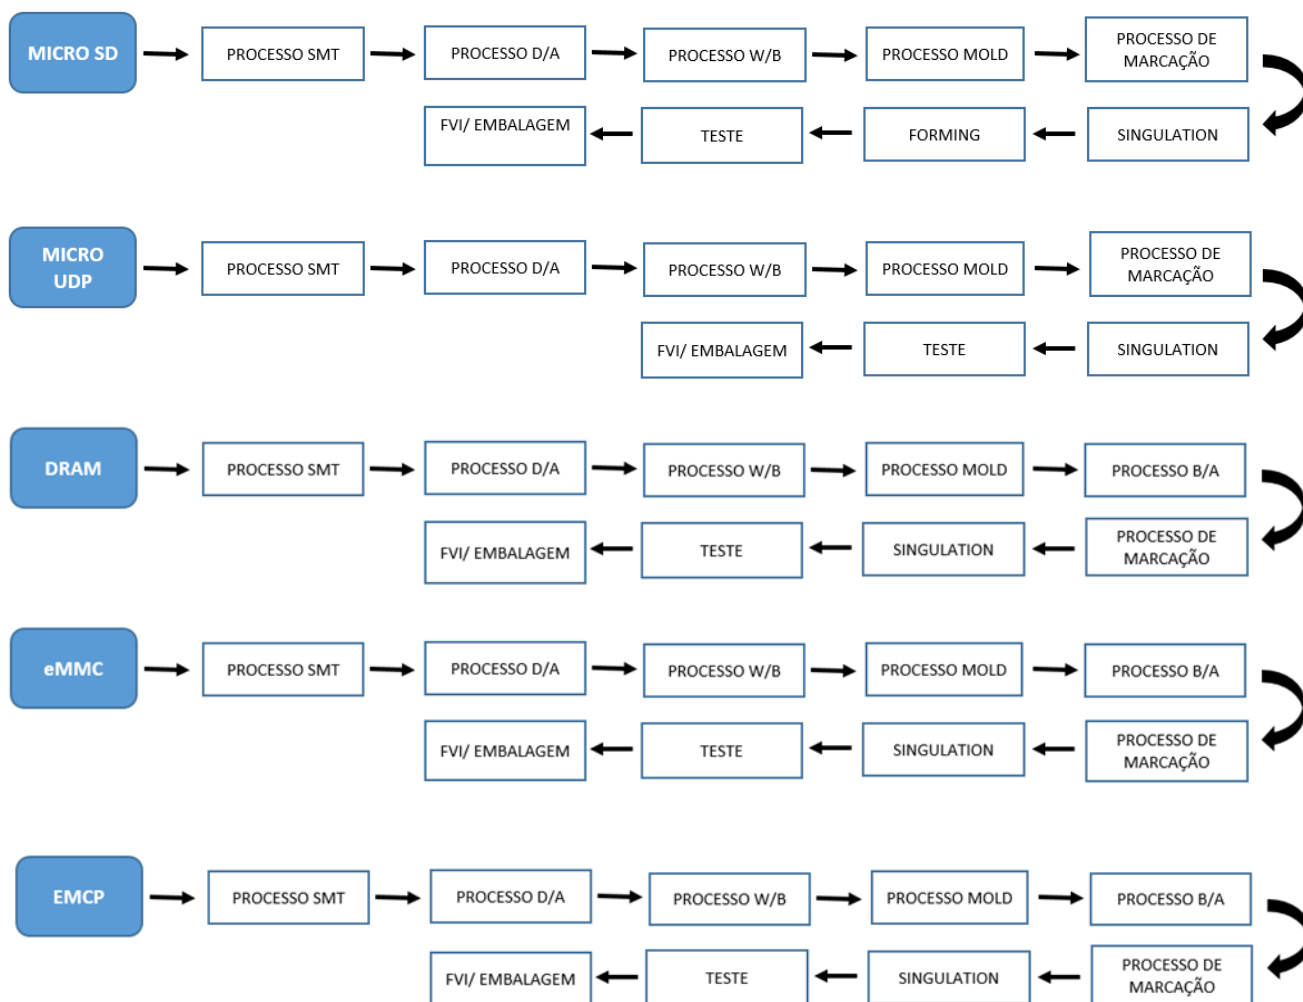 MICRO SD
PROCESSO SMT
PROCESSO D/A
PROCESSO W/B
PROCESSO MOLD
PROCESSO DE
MARCAÇÃO
FVI/ EMBALAGEM
TESTE
FORMING
SINGULATION
MICRO
UDP
PROCESSO SMT
PROCESSO D/A
PROCESSO W/B
PROCESSO MOLD
PROCESSO DE
MARCAÇÃO
FVI/ EMBALAGEM
TESTE
SINGULATION
DRAM
PROCESSO SMT
PROCESSO D/A
PROCESSO W/B
PROCESSO MOLD
PROCESSO B/A
FVI/ EMBALAGEM
TESTE
SINGULATION
PROCESSO DE
MARCAÇÃO
eMMC
PROCESSO SMT
PROCESSO D/A
PROCESSO W/B
PROCESSO MOLD
PROCESSO B/A
FVI/ EMBALAGEM
TESTE
SINGULATION
PROCESSO DE
MARCAÇÃO
EMCP
PROCESSO SMT
PROCESSO D/A
PROCESSO W/B
PROCESSO MOLD
PROCESSO B/A
FVI/ EMBALAGEM
TESTE
SINGULATION
PROCESSO DE
MARCAÇÃO